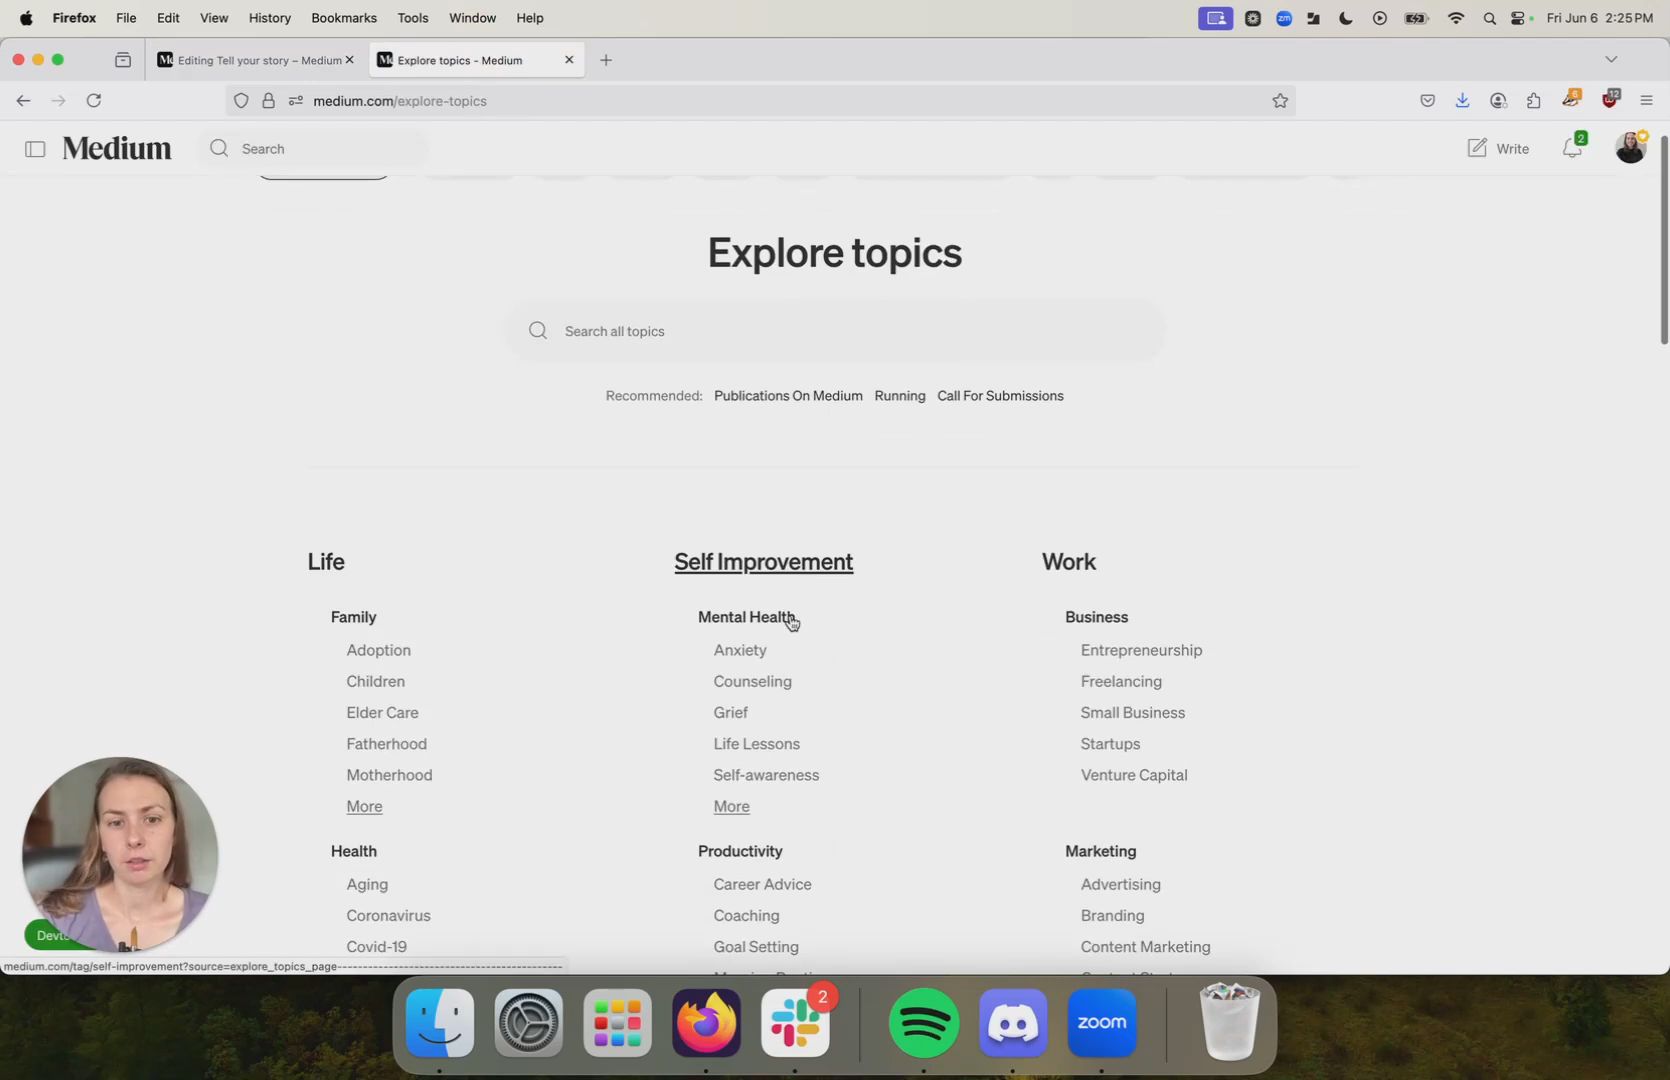 Firefox File Edit View History Bookmarks Tools Window Help zm Fri Jun 6 2:25 PM
Editing Tell your story – Medium Explore topics - Medium
medium.com/explore-topics 6 12
Medium Search Write 2
Explore topics
Search all topics
Recommended: Publications On Medium Running Call For Submissions
Life
Family
Adoption
Children
Elder Care
Fatherhood
Motherhood
More
Health
Aging
Coronavirus
Covid-19
Self Improvement
Mental Health
Anxiety
Counseling
Grief
Life Lessons
Self-awareness
More
Productivity
Career Advice
Coaching
Goal Setting
Work
Business
Entrepreneurship
Freelancing
Small Business
Startups
Venture Capital
Marketing
Advertising
Branding
Content Marketing
medium.com/tag/self-improvement?source=explore_topics_page------------------------------------------
2
zoom